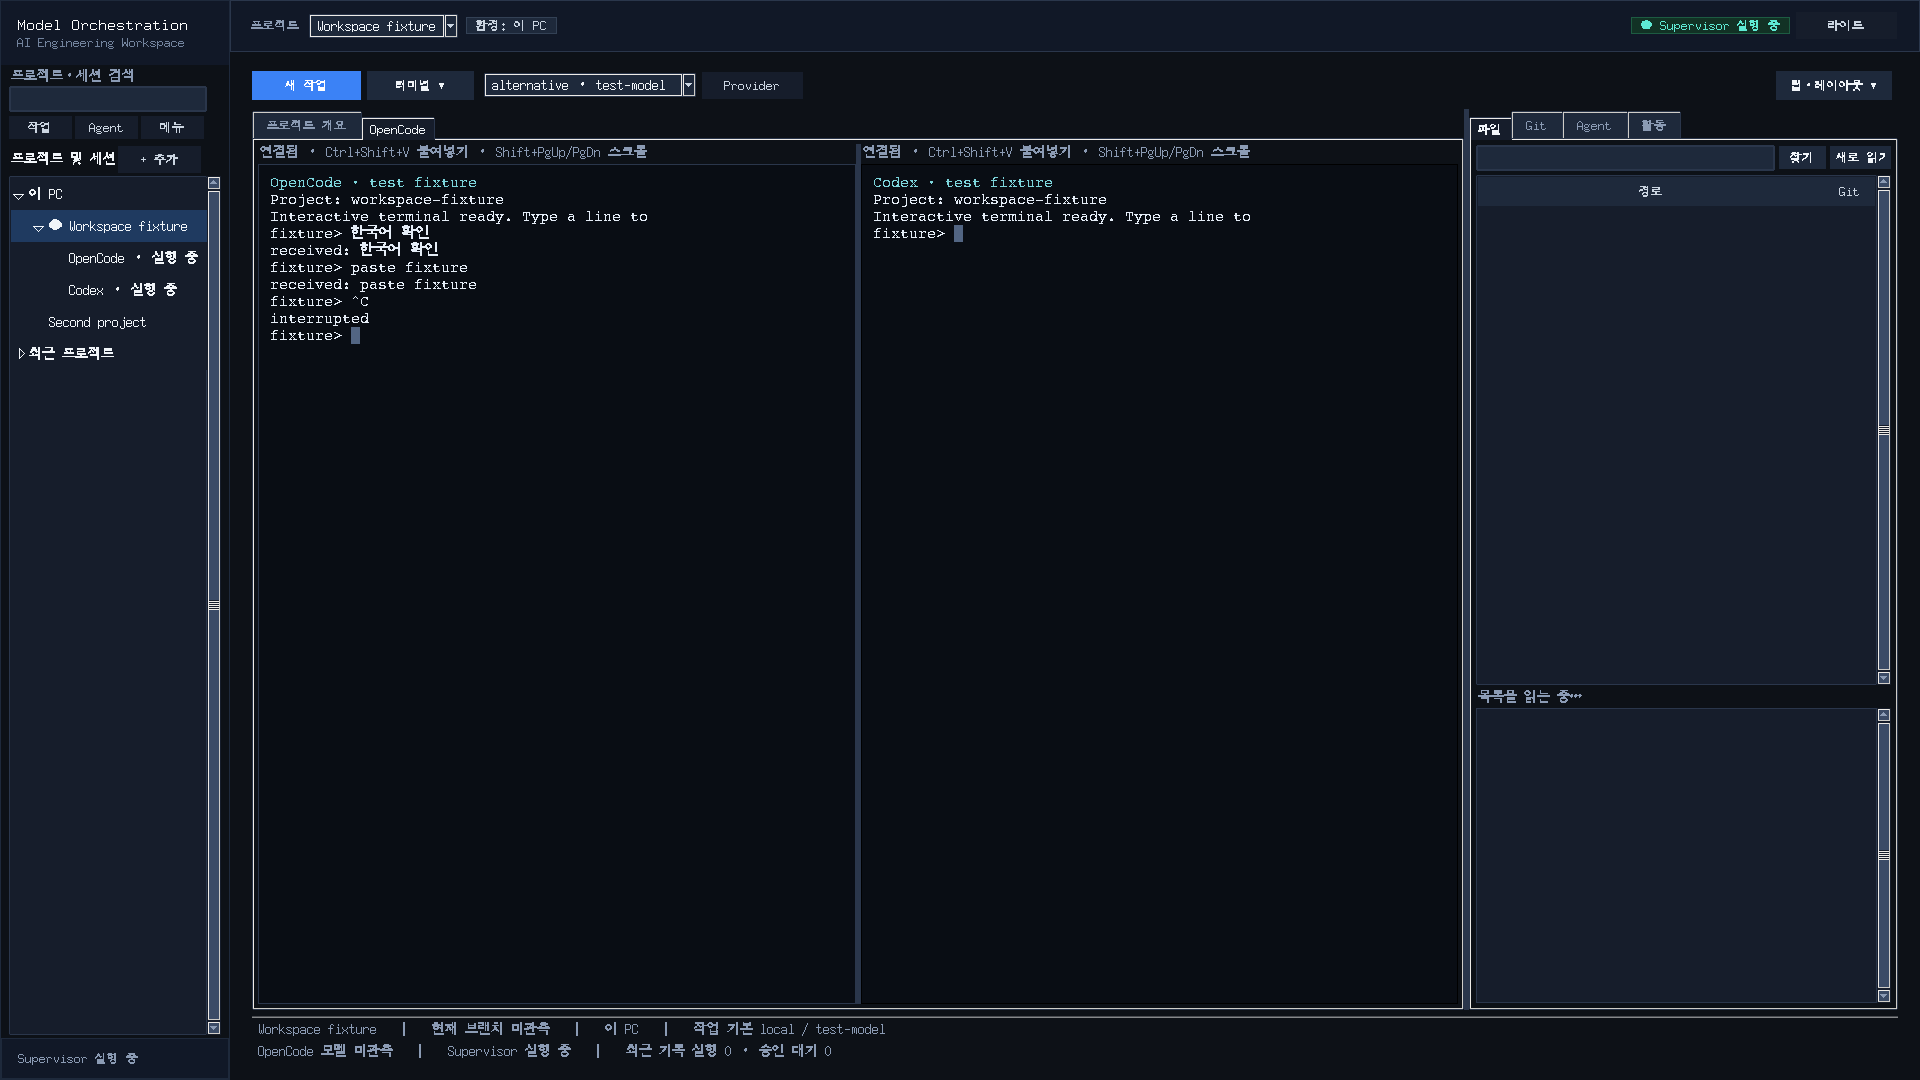 Model Orchestration
AI Engineering Workspace
프로젝트·세션 검색
작업 Agent 메뉴
프로젝트 및 세션 + 추가
이 PC
Workspace fixture
OpenCode · 실행 중
Codex · 실행 중
Second project
최근 프로젝트
Supervisor 실행 중
프로젝트 Workspace fixture 환경: 이 PC
Supervisor 실행 중 라이트
새 작업 터미널 ▾ alternative · test-model Provider
탭·레이아웃 ▾
프로젝트 개요 OpenCode
연결됨 · Ctrl+Shift+V 붙여넣기 · Shift+PgUp/PgDn 스크롤
OpenCode · test fixture
Project: workspace-fixture
Interactive terminal ready. Type a line to
fixture> 한국어 확인
received: 한국어 확인
fixture> paste fixture
received: paste fixture
fixture> ^C
interrupted
fixture>
연결됨 · Ctrl+Shift+V 붙여넣기 · Shift+PgUp/PgDn 스크롤
Codex · test fixture
Project: workspace-fixture
Interactive terminal ready. Type a line to
fixture>
파일 Git Agent 활동
찾기 새로 읽기
경로 Git
목록을 읽는 중…
Workspace fixture | 현재 브랜치 미관측 | 이 PC | 작업 기본 local / test-model
OpenCode 모델 미관측 | Supervisor 실행 중 | 최근 기록 실행 0 · 승인 대기 0